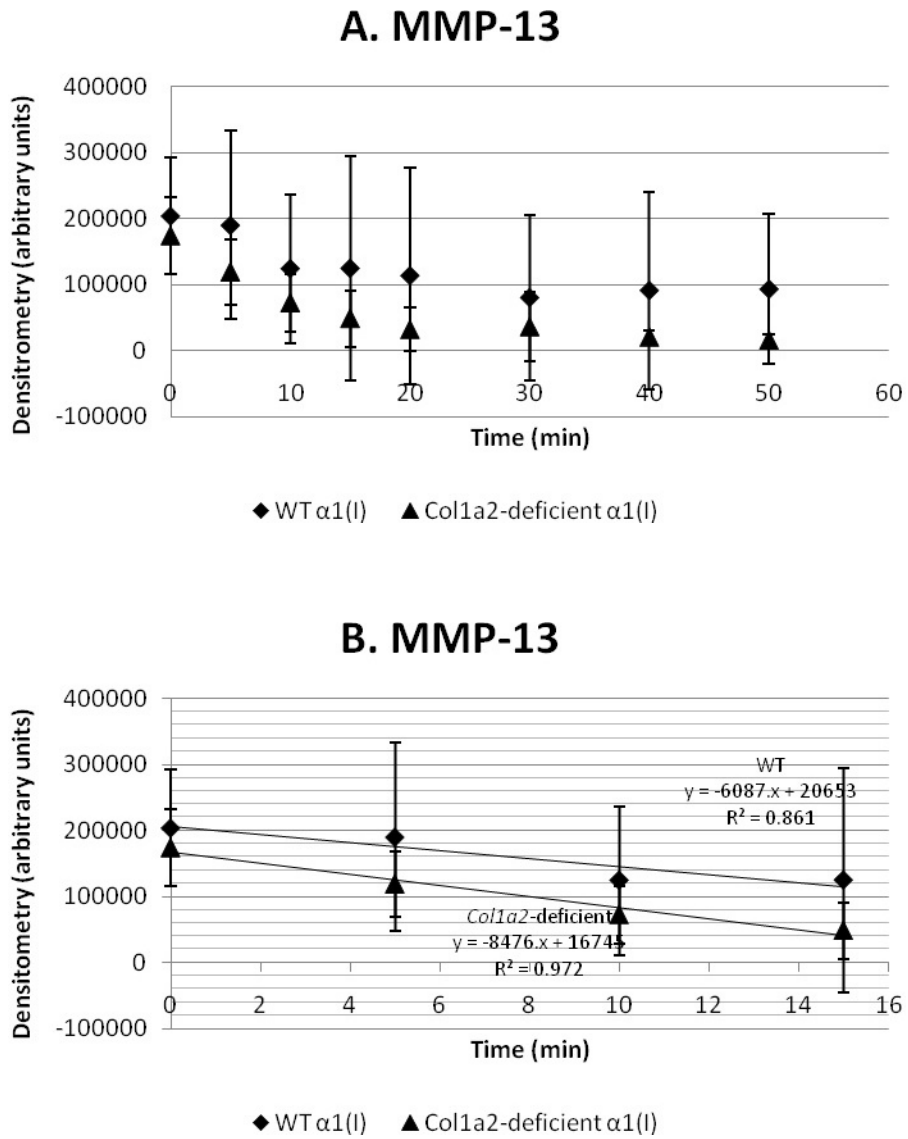 A. MMP-13
Densitrometry (arbitrary units)
400000
300000
200000
100000
0
-100000
0 10 20 30 40 50 60
Time (min)
WT α1(I) Col1a2-deficient α1(I)
B. MMP-13
Densitometry (arbitrary units)
400000
300000
200000
100000
0
-100000
WT
y = -6087.x + 20653
R² = 0.861
Col1a2-deficient
y = -8476.x + 16745
R² = 0.972
0 2 4 6 8 10 12 14 16
Time (min)
WT α1(I) Col1a2-deficient α1(I)